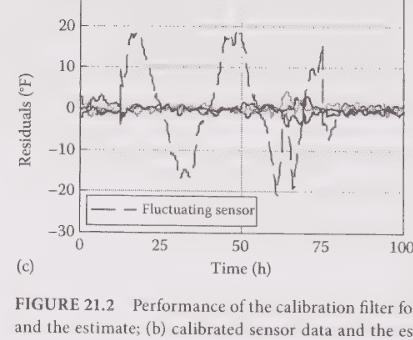 20
10
0
−10
−20
−30
Residuals (°F)
Fluctuating sensor
0 25 50 75 100
(c)
Time (h)
FIGURE 21.2 Performance of the calibration filter fo
and the estimate; (b) calibrated sensor data and the es